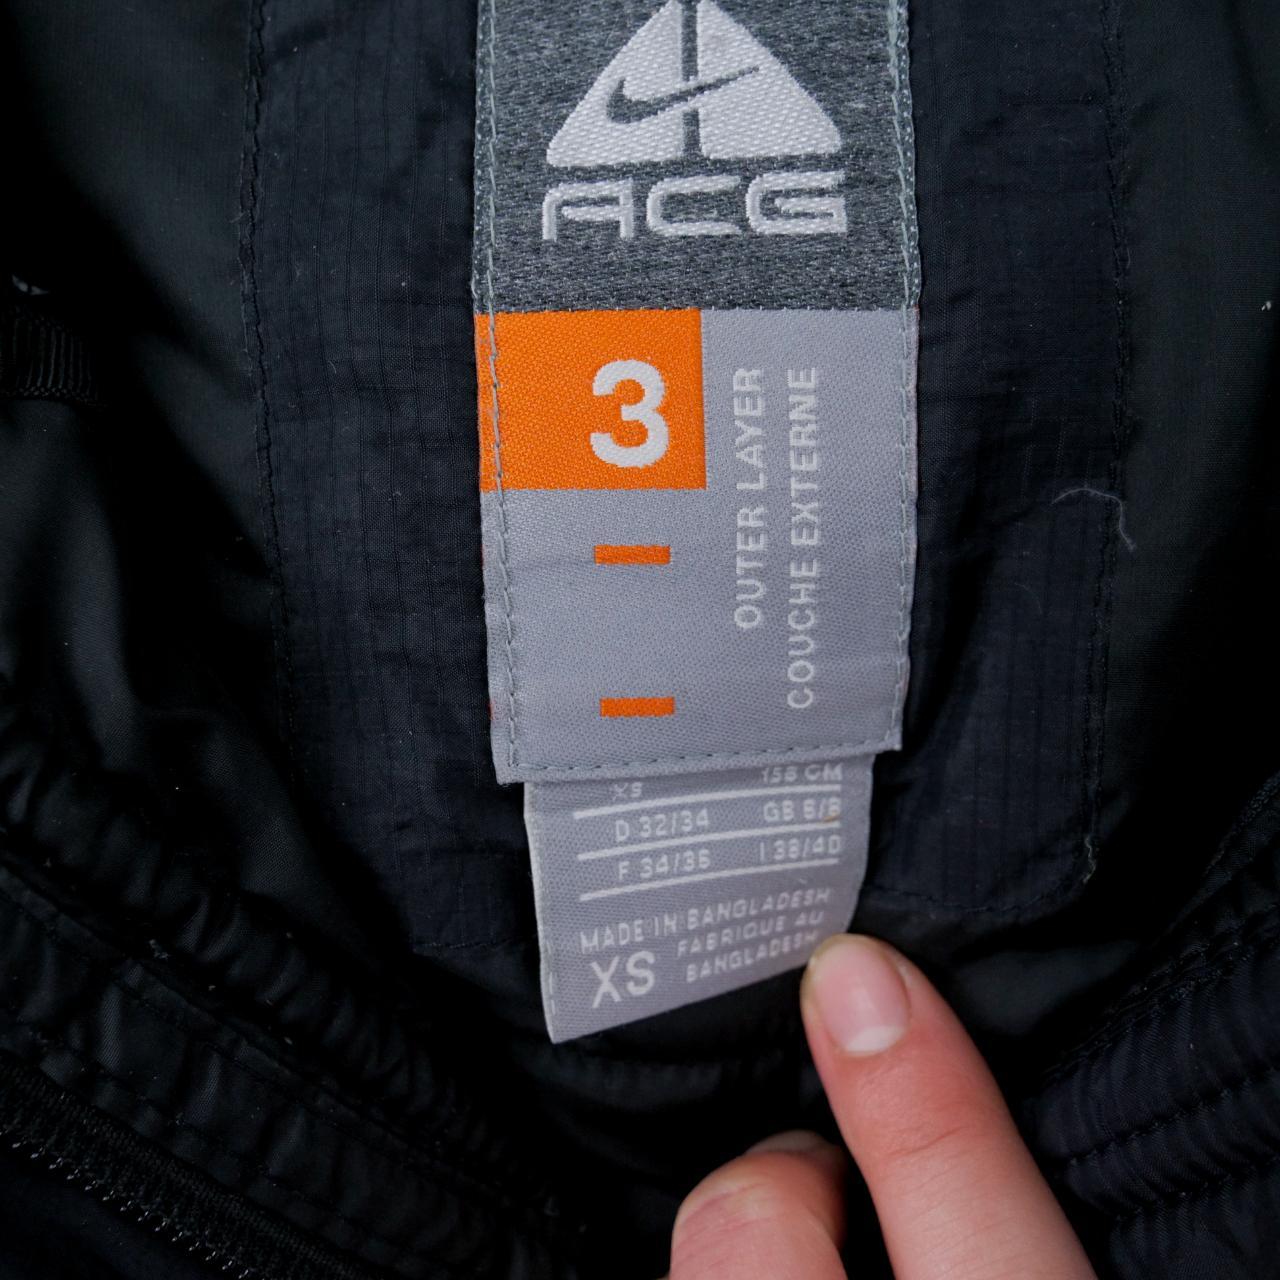 ACG
3
OUTER LAYER
COUCHE EXTERNE
XS 158 CM
D 32/34 GB 6/8
F 34/36 I 38/40
MADE IN BANGLADESH
FABRIQUE AU
BANGLADESH
XS